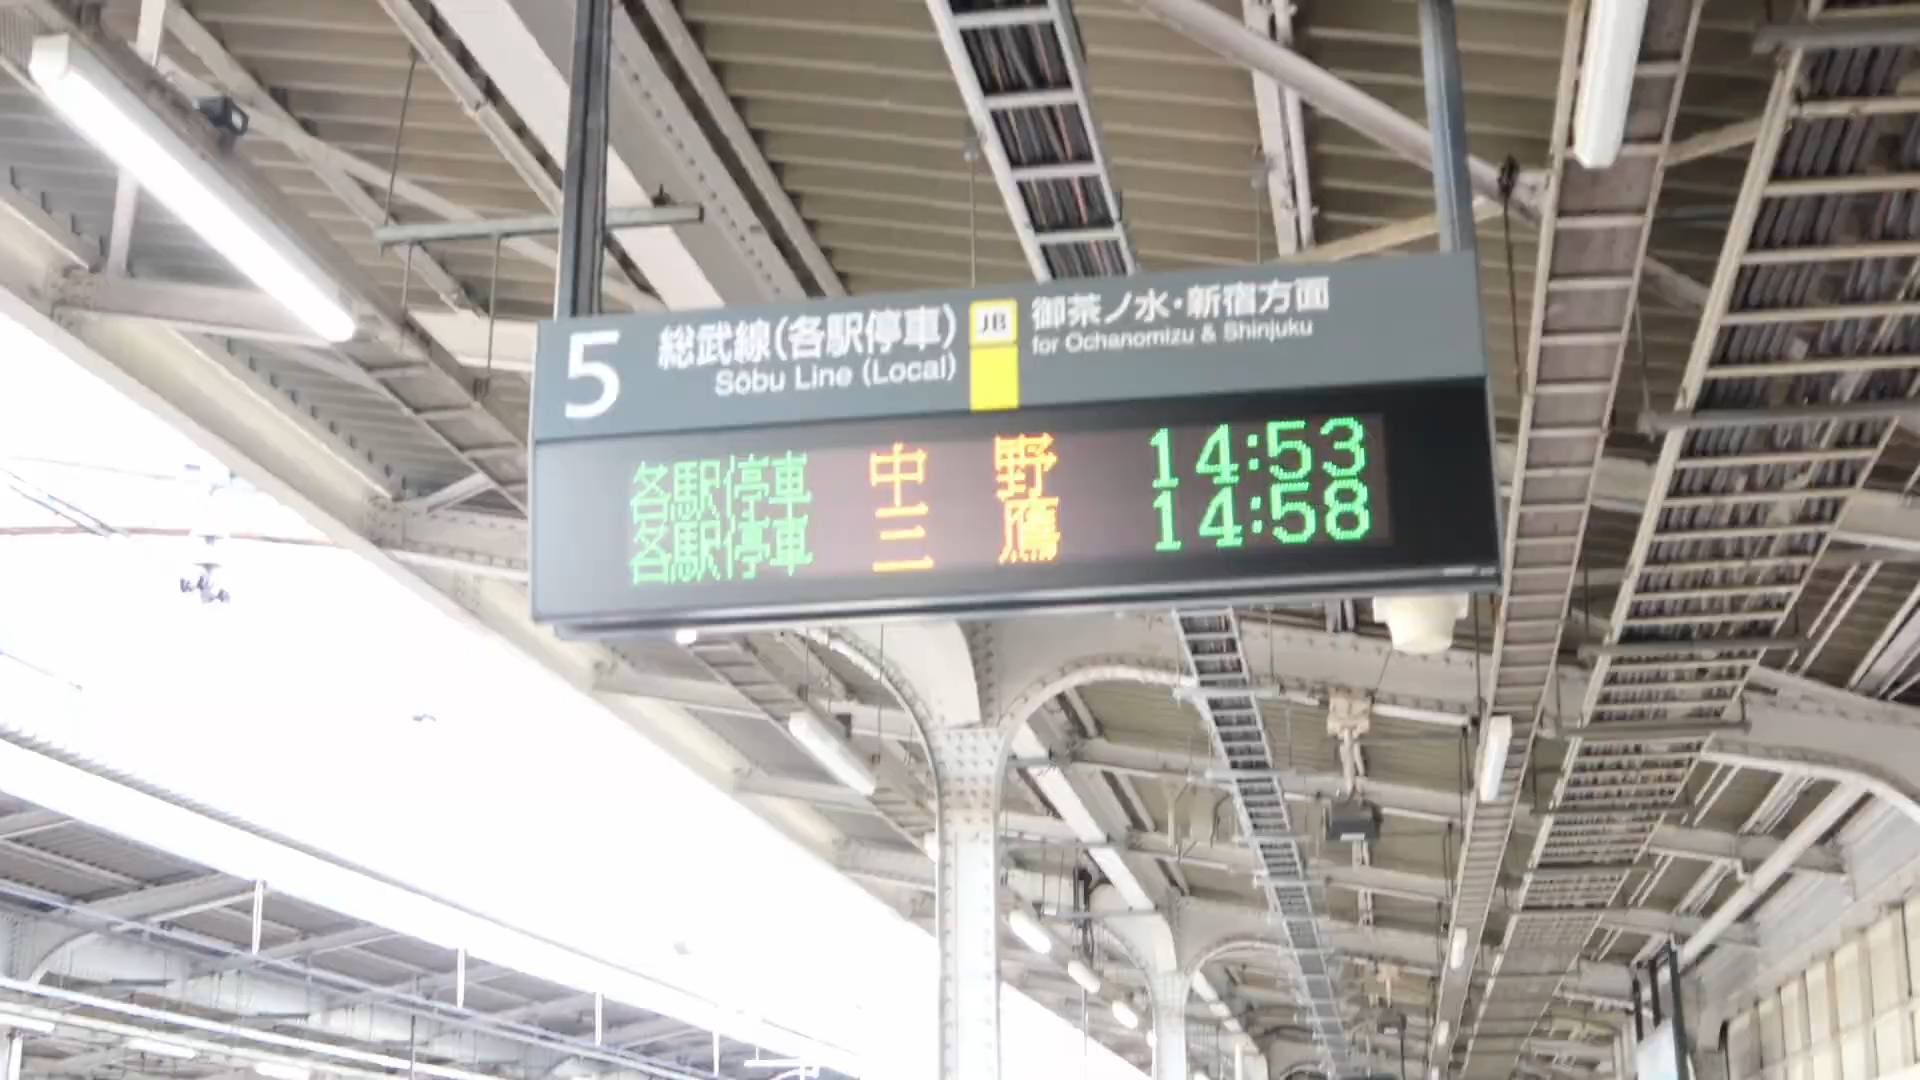 5
総武線(各駅停車)
Sōbu Line (Local)
JB
御茶ノ水・新宿方面
for Ochanomizu & Shinjuku
各駅停車 中 野 14:53
各駅停車 三 鷹 14:58